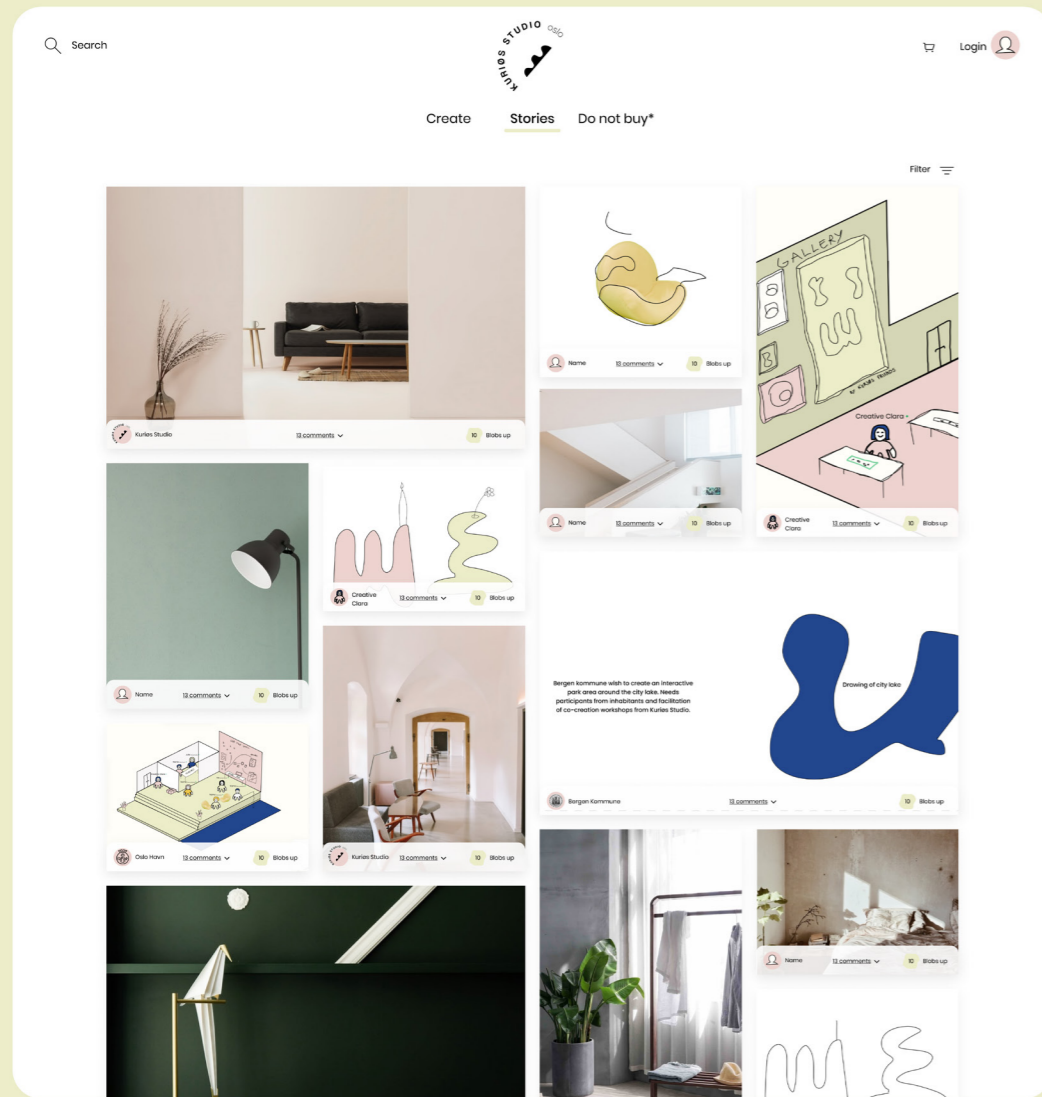 Search
KURIØS STUDIO oslo
Login
Create
Stories
Do not buy*
Filter
Kuriøs Studio
13 comments
10 Blobs up
Name
13 comments
10 Blobs up
GALLERY
BY KURIØS FRIENDS
Creative Clara -
Name
13 comments
10 Blobs up
Creative
Clara
13 comments
10 Blobs up
Name
13 comments
10 Blobs up
Creative
Clara
13 comments
10 Blobs up
Bergen kommune wish to create an interactive
park area around the city lake. Needs
participants from inhabitants and facilitation
of co-creation workshops from Kuriøs Studio.
Drawing of city lake
Bergen Kommune
13 comments
10 Blobs up
Oslo Havn
13 comments
10 Blobs up
Kuriøs Studio
13 comments
10 Blobs up
Name
13 comments
10 Blobs up